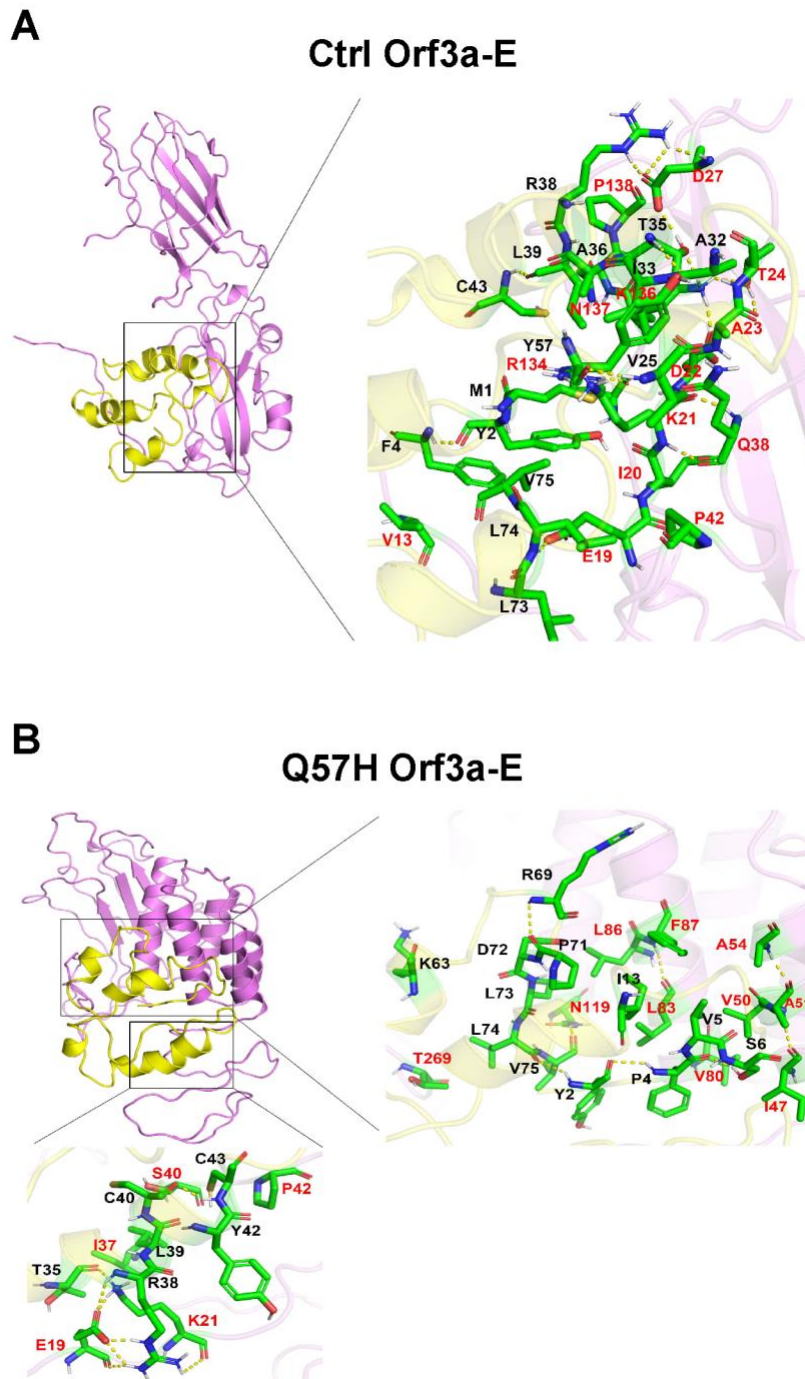 A
Ctrl Orf3a-E
R38
P138
D27
T35
A32
L39
A36
I33
T24
C43
N137
K136
A23
Y57
R134
V25
D22
M1
K21
F4
Y2
Q38
I20
V75
P42
V13
L74
E19
L73
B
Q57H Orf3a-E
R69
L86
F87
D72
P71
A54
K63
I13
L73
N119
L83
V50
A51
V5
L74
S6
T269
V75
Y2
P4
V80
I47
C43
S40
P42
C40
I37
L39
Y42
T35
R38
K21
E19